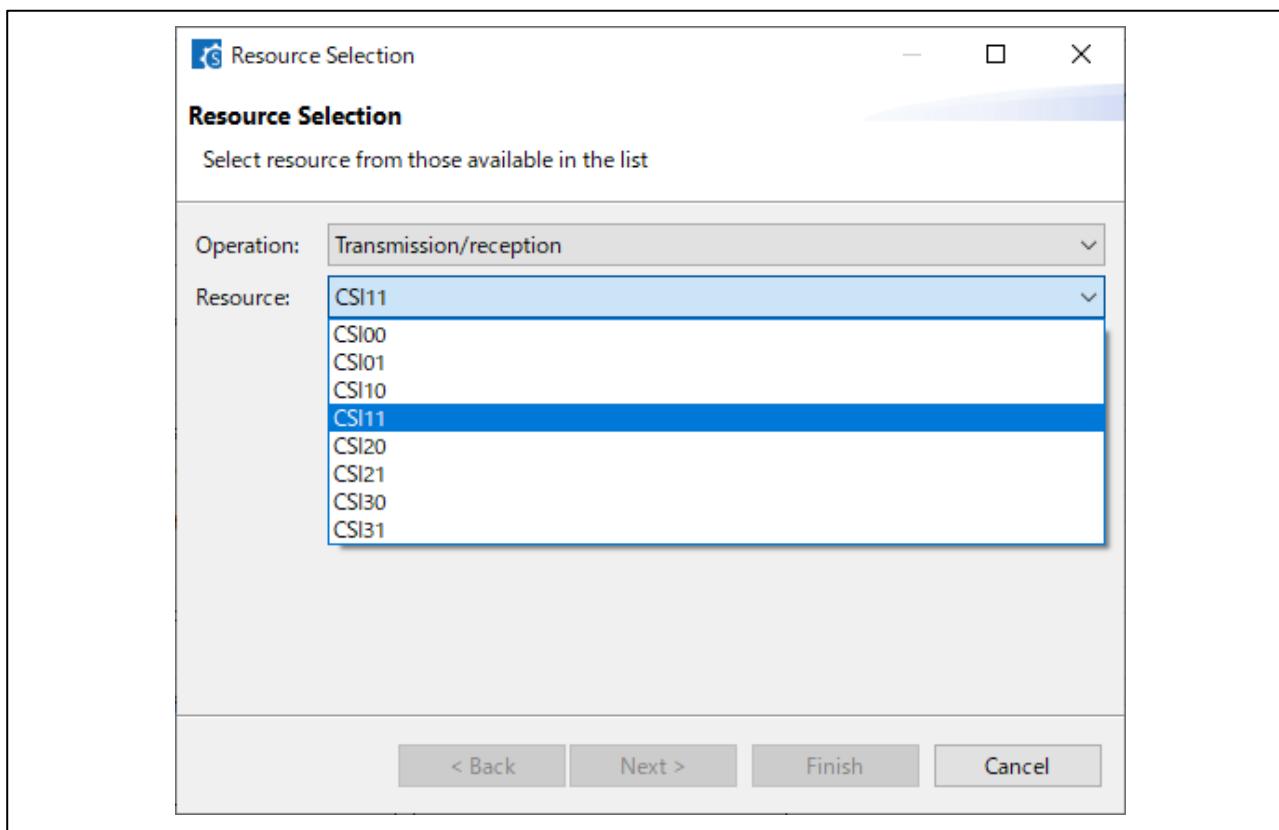 Resource Selection
Resource Selection
Select resource from those available in the list
Operation: Transmission/reception
Resource: CSI11
CSI00
CSI01
CSI10
CSI11
CSI20
CSI21
CSI30
CSI31
< Back Next > Finish Cancel